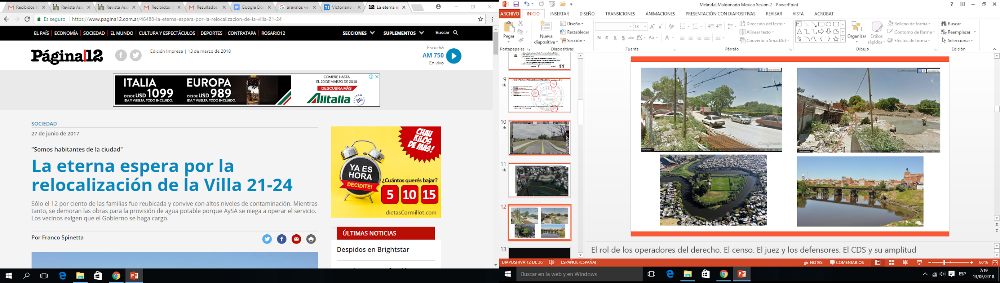 Recibidos (
Revista Asc
Revista Asc
Recibidos (
Resultados
Google Doc
arevalos ve
Victoriano
La eterna e
Es seguro
https://www.pagina12.com.ar/46488-la-eterna-espera-por-la-relocalizacion-de-la-villa-21-24
EL PAÍS | ECONOMÍA | SOCIEDAD | EL MUNDO | CULTURA Y ESPECTÁCULOS | DEPORTES | CONTRATAPA | ROSARIO12
SECCIONES
SUPLEMENTOS
Buscar
Página|12
Edición Impresa | 13 de marzo de 2018
Escuchá
AM 750
En vivo
ITALIA
DESDE USD 1099
IDA Y VUELTA, TODO INCLUIDO.
EUROPA
DESDE USD 989
IDA Y VUELTA, TODO INCLUIDO.
COMPRE HASTA
EL 20 DE MARZO DE 2018
DESCUBRA MÁS
Alitalia
SKYTEAM
SOCIEDAD
27 de junio de 2017
"Somos habitantes de la ciudad"
La eterna espera por la
relocalización de la Villa 21-24
Sólo el 12 por ciento de las familias fue reubicada y convive con altos niveles de contaminación. Mientras
tanto, se demoran las obras para la provisión de agua potable porque AySA se niega a operar el servicio.
Los vecinos exigen que el Gobierno se haga cargo.
Por Franco Spinetta
CHAU
KILOS
DE MÁS!
YA ES
HORA
DECIDITE!
¿Cuántos querés bajar?
5 10 15
dietasCormillot.com
ÚLTIMAS NOTICIAS
Despidos en Brightstar
MelindaLMaldonado Mexico Sesion 2 - PowerPoint
ARCHIVO
INICIO
INSERTAR
DISEÑO
TRANSICIONES
ANIMACIONES
PRESENTACIÓN CON DIAPOSITIVAS
REVISAR
VISTA
ACROBAT
Pegar
Portapapeles
Nueva
diapositiva
Diseño
Restablecer
Sección
Diapositivas
18
N K S S abc AV Aa A
Fuente
Dirección del texto
Alinear texto
Convertir a SmartArt
Párrafo
Organizar
Estilos
rápidos
Relleno de forma
Contorno de forma
Efectos de forma
Dibujo
Buscar
Reemplazar
Seleccionar
Edición
9
10
11
12
13
Google earth
El rol de los operadores del derecho. El censo. El juez y los defensores. El CDS y su amplitud
DIAPOSITIVA 12 DE 36
ESPAÑOL (ESPAÑA)
NOTAS
COMENTARIOS
68 %
Buscar en la web y en Windows
ESP
7:19
13/03/2018